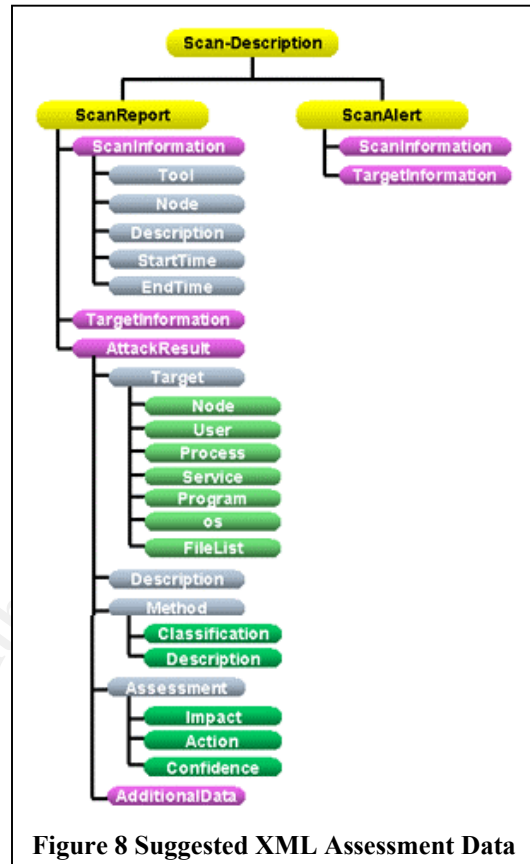 Scan-Description
ScanReport
ScanAlert
ScanInformation
Tool
Node
Description
StartTime
EndTime
TargetInformation
AttackResult
Target
Node
User
Process
Service
Program
os
FileList
Description
Method
Classification
Description
Assessment
Impact
Action
Confidence
AdditionalData
ScanInformation
TargetInformation
Figure 8 Suggested XML Assessment Data